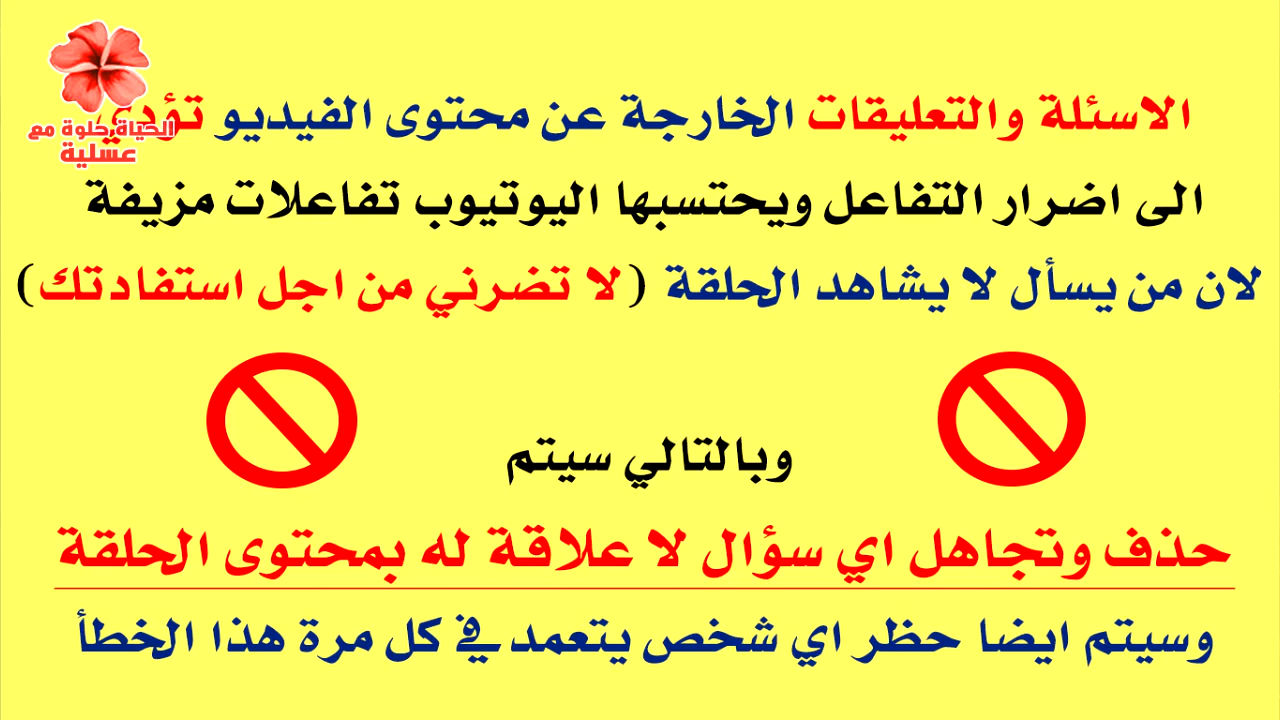 الحياة حلوة مع
عسلية
الاسئلة والتعليقات الخارجة عن محتوى الفيديو تؤدي
الى اضرار التفاعل ويحتسبها اليوتيوب تفاعلات مزيفة
لان من يسأل لا يشاهد الحلقة (لا تضرني من اجل استفادتك)
وبالتالي سيتم
حذف وتجاهل اي سؤال لا علاقة له بمحتوى الحلقة
وسيتم ايضا حظر اي شخص يتعمد في كل مرة هذا الخطأ